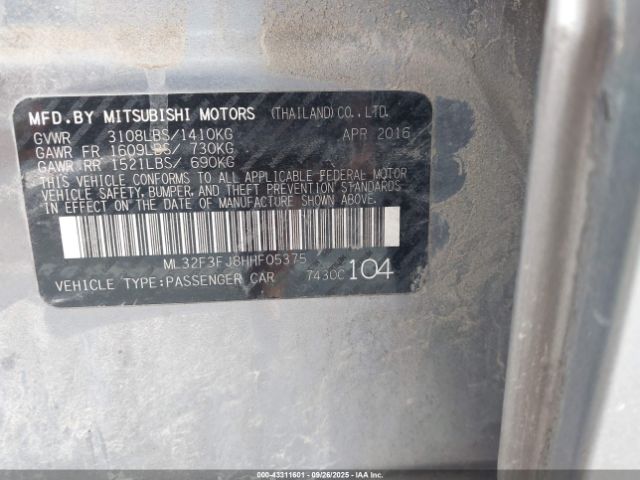 MFD.BY MITSUBISHI MOTORS (THAILAND) CO., LTD.
GVWR 3108LBS/1410KG APR 2016
GAWR FR 1609LBS/ 730KG
GAWR RR 1521LBS/ 690KG
THIS VEHICLE CONFORMS TO ALL APPLICABLE FEDERAL MOTOR
VEHICLE SAFETY, BUMPER, AND THEFT PREVENTION STANDARDS
IN EFFECT ON THE DATE OF MANUFACTURE SHOWN ABOVE.
ML32F3FJ8HHF05375
VEHICLE TYPE:PASSENGER CAR 7430C 104
000-43311601 - 09/26/2025 - IAA Inc.